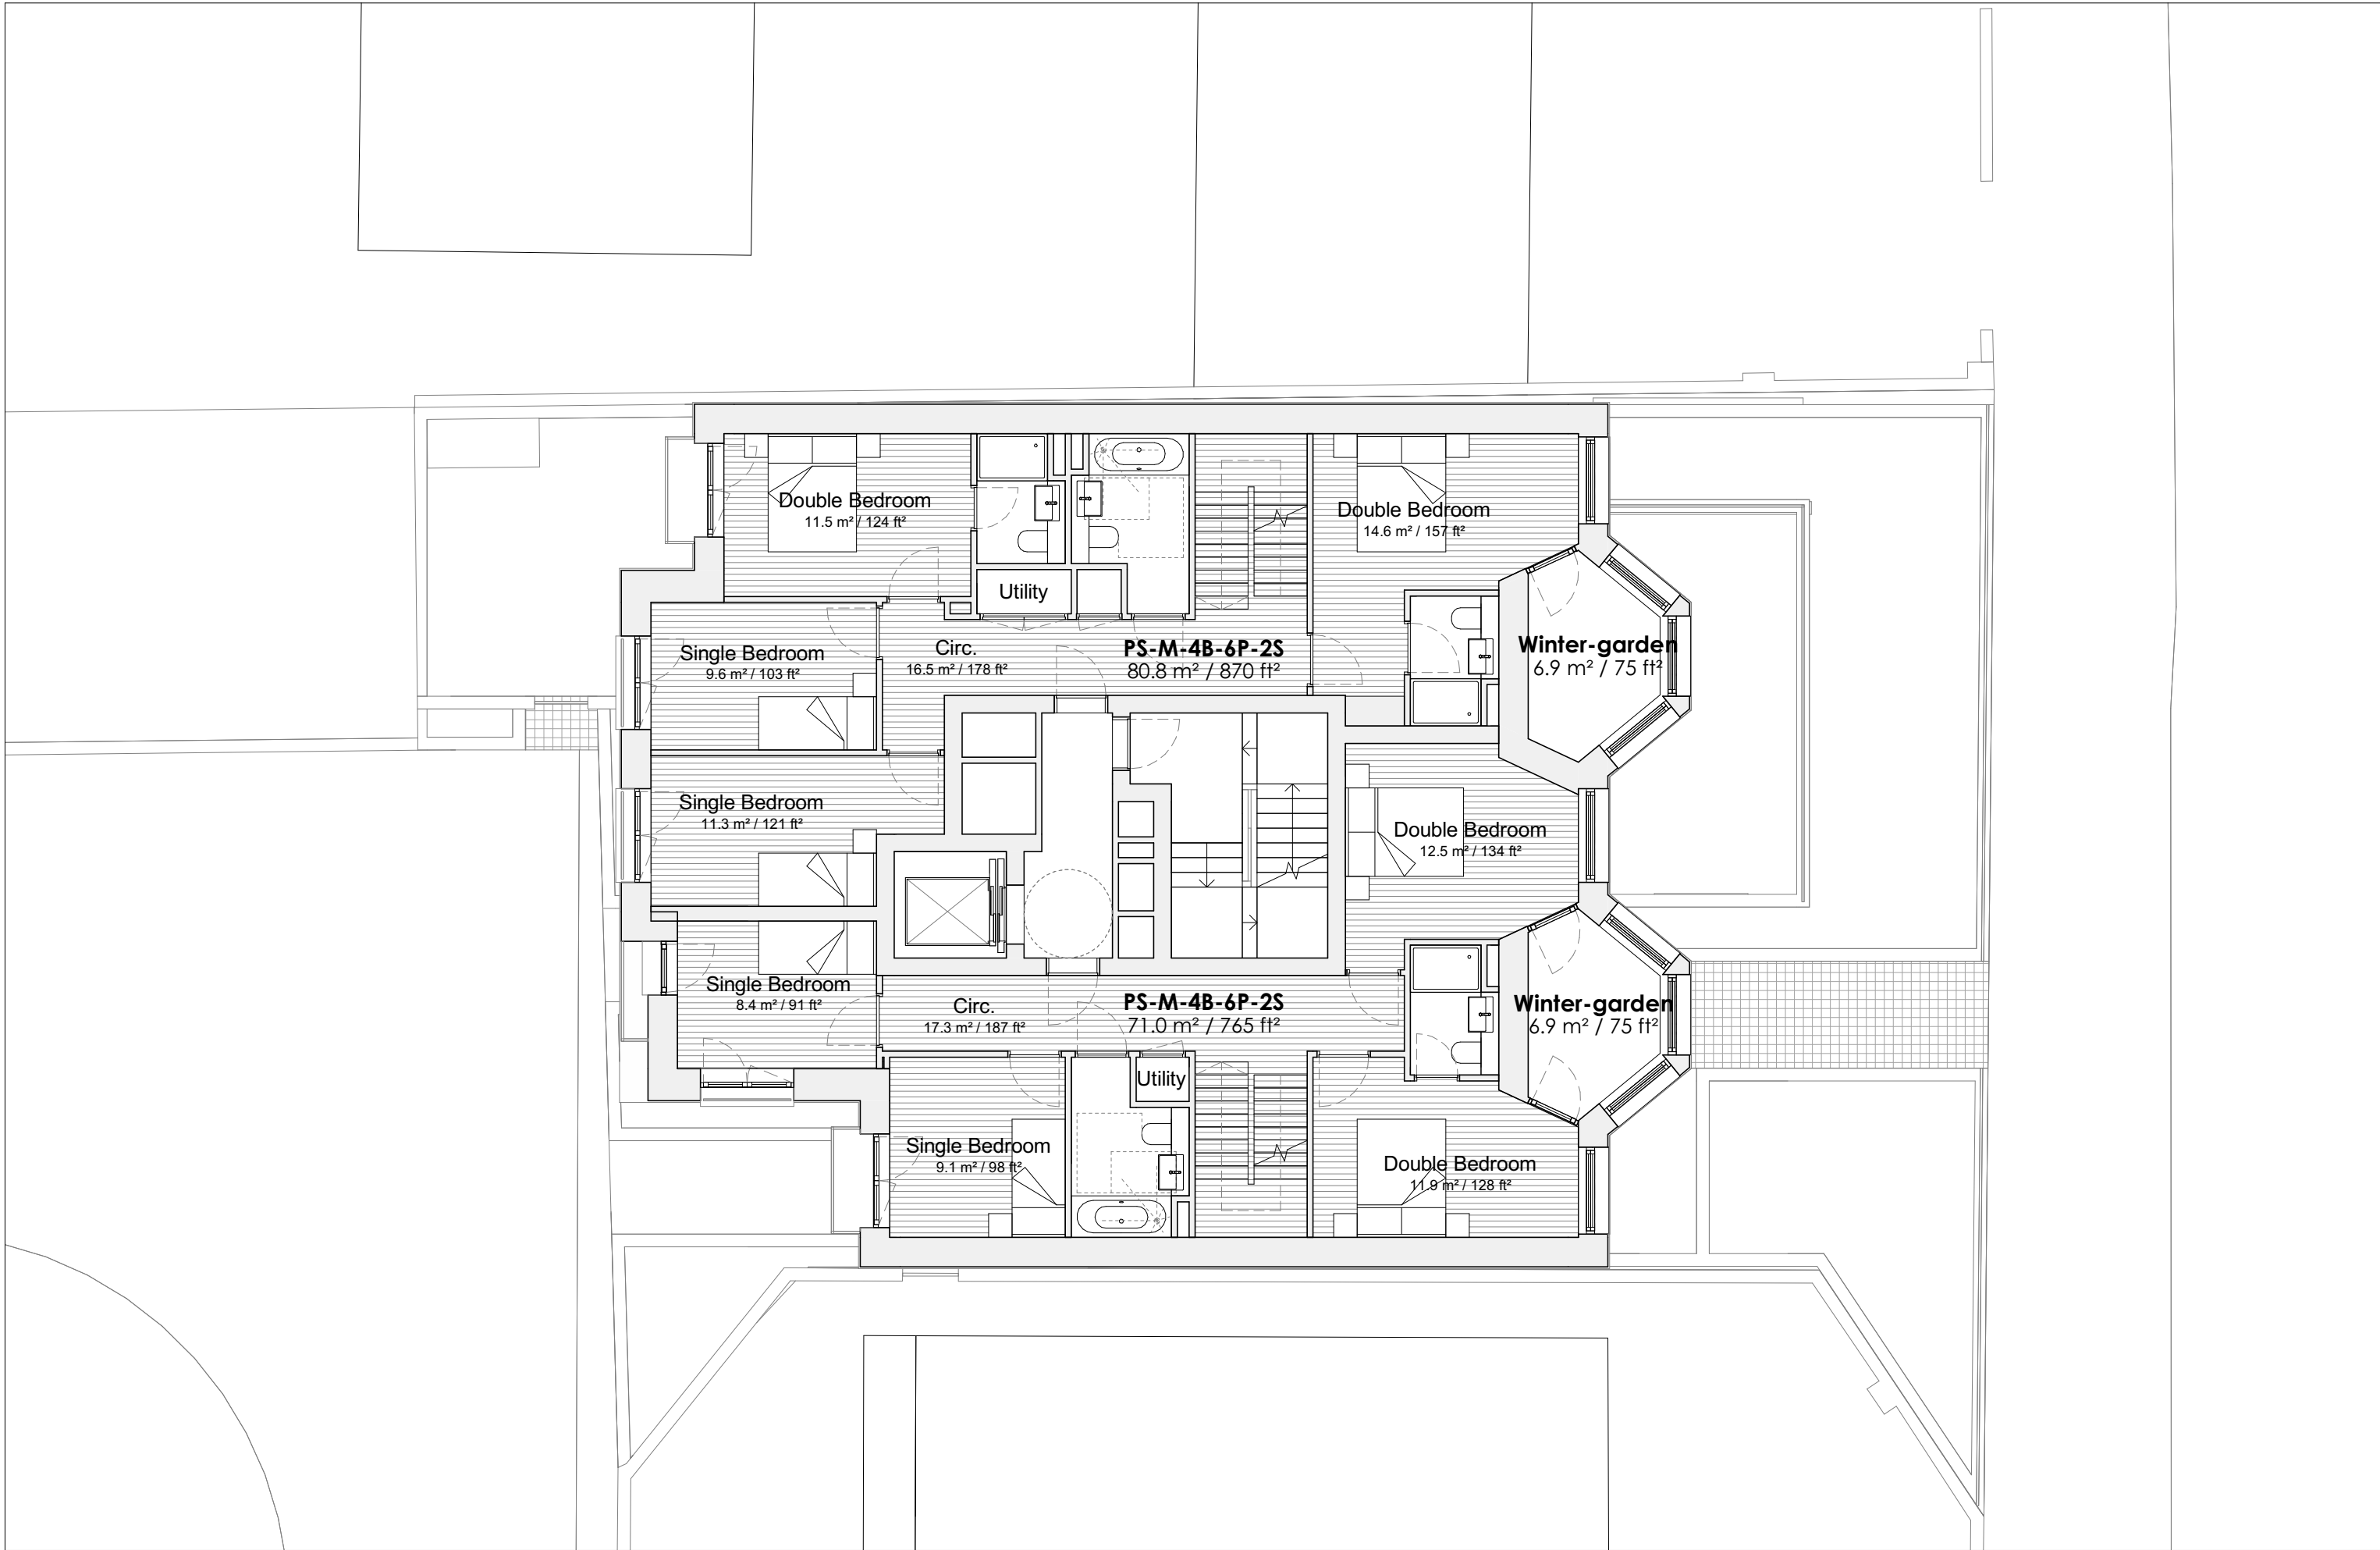 Double Bedroom
11.5 m² / 124 ft²
Double Bedroom
14.6 m² / 157 ft²
Utility
Single Bedroom
9.6 m² / 103 ft²
Circ.
16.5 m² / 178 ft²
PS-M-4B-6P-2S
80.8 m² / 870 ft²
Winter-garden
6.9 m² / 75 ft²
Single Bedroom
11.3 m² / 121 ft²
Double Bedroom
12.5 m² / 134 ft²
Single Bedroom
8.4 m² / 91 ft²
Circ.
17.3 m² / 187 ft²
PS-M-4B-6P-2S
71.0 m² / 765 ft²
Winter-garden
6.9 m² / 75 ft²
Utility
Single Bedroom
9.1 m² / 98 ft²
Double Bedroom
11.9 m² / 128 ft²